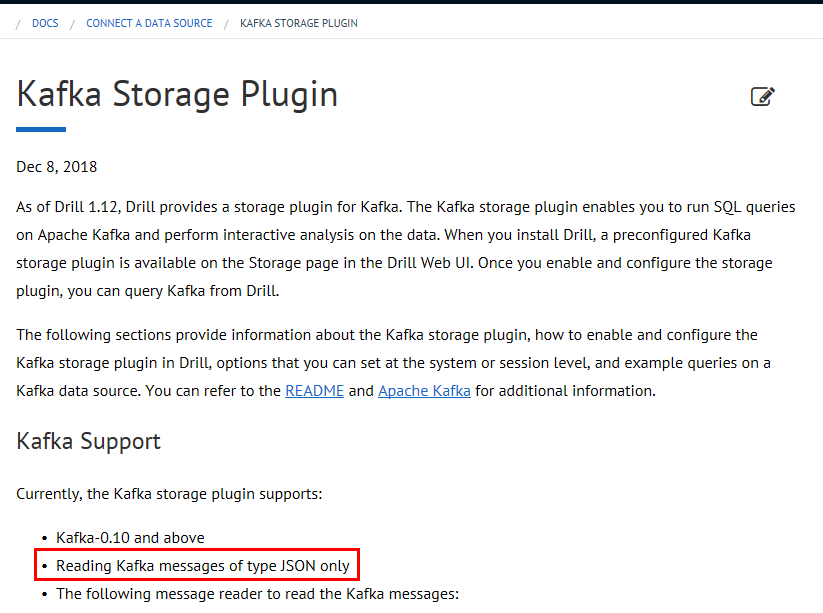 / DOCS / CONNECT A DATA SOURCE / KAFKA STORAGE PLUGIN
Kafka Storage Plugin
Dec 8, 2018
As of Drill 1.12, Drill provides a storage plugin for Kafka. The Kafka storage plugin enables you to run SQL queries
on Apache Kafka and perform interactive analysis on the data. When you install Drill, a preconfigured Kafka
storage plugin is available on the Storage page in the Drill Web UI. Once you enable and configure the storage
plugin, you can query Kafka from Drill.
The following sections provide information about the Kafka storage plugin, how to enable and configure the
Kafka storage plugin in Drill, options that you can set at the system or session level, and example queries on a
Kafka data source. You can refer to the README and Apache Kafka for additional information.
Kafka Support
Currently, the Kafka storage plugin supports:
• Kafka-0.10 and above
• Reading Kafka messages of type JSON only
• The following message reader to read the Kafka messages: